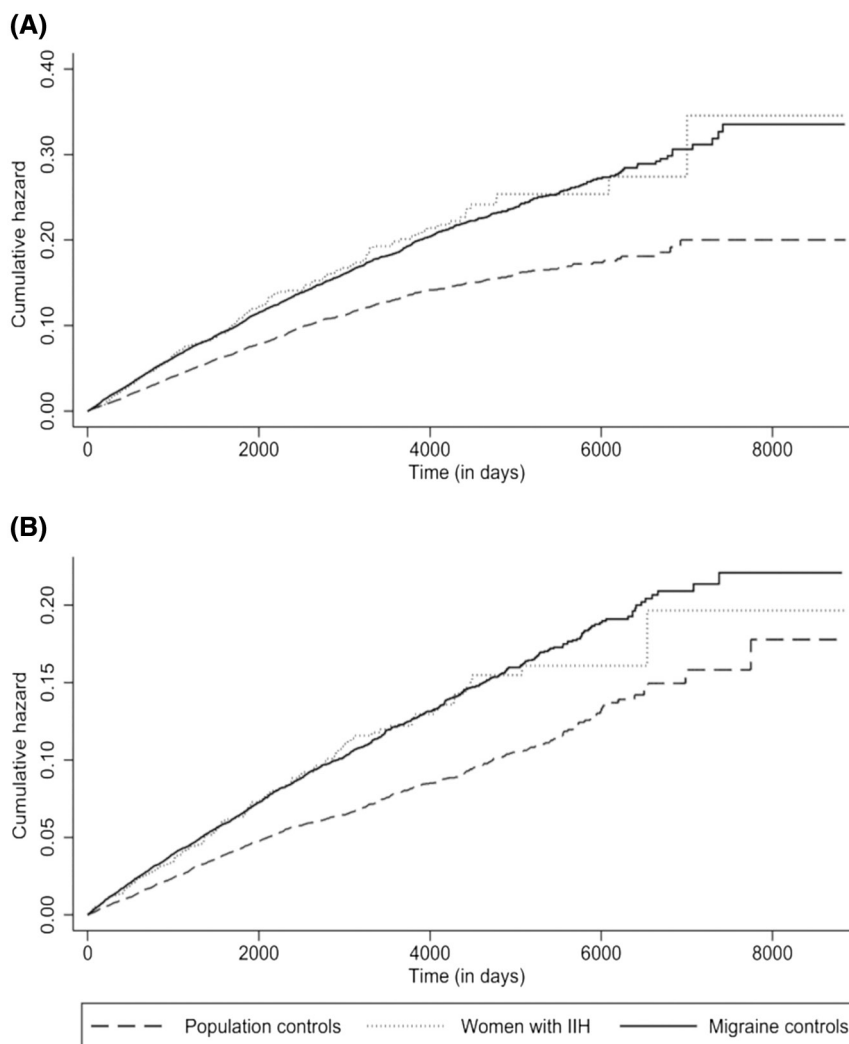 (A)
Cumulative hazard
0.40
0.30
0.20
0.10
0.00
0 2000 4000 6000 8000
Time (in days)
(B)
Cumulative hazard
0.20
0.15
0.10
0.05
0.00
0 2000 4000 6000 8000
Time (in days)
Population controls Women with IIH Migraine controls